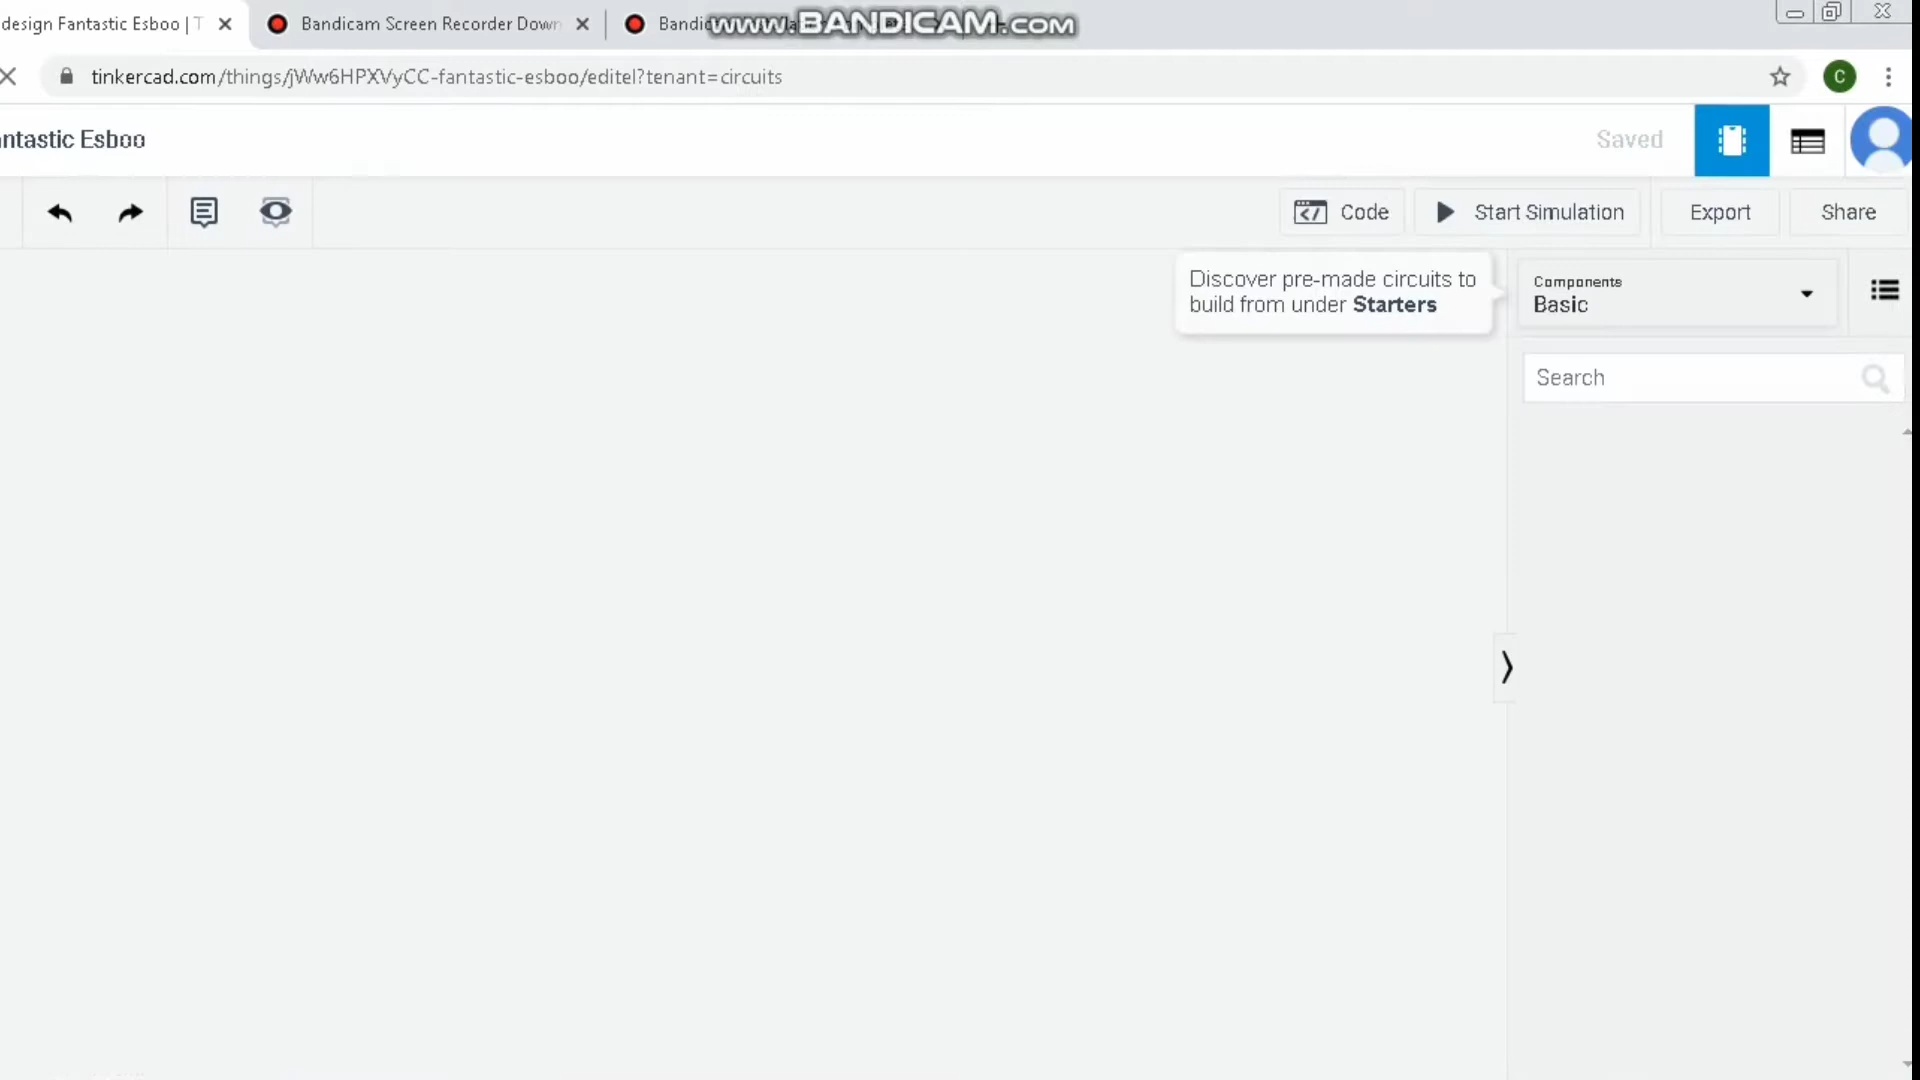 design Fantastic Esboo | T
Bandicam Screen Recorder Down
www.BANDICAM.com
tinkercad.com/things/jWw6HPXVyCC-fantastic-esboo/editel?tenant=circuits
C
ntastic Esboo
Saved
Code
Start Simulation
Export
Share
Discover pre-made circuits to
build from under Starters
Components
Basic
Search